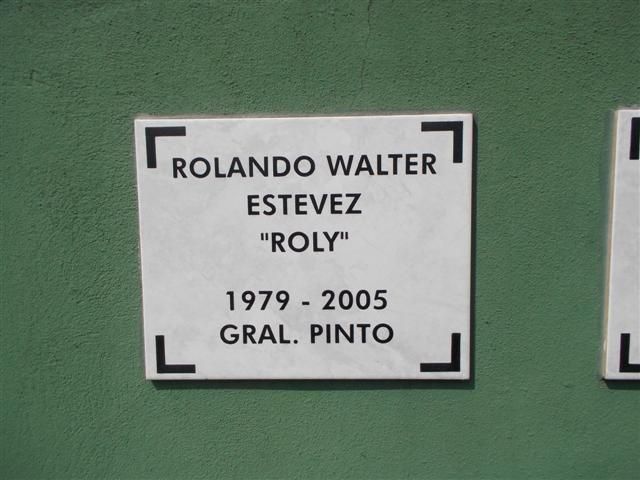 ROLANDO WALTER
ESTEVEZ
"ROLY"
1979 - 2005
GRAL. PINTO